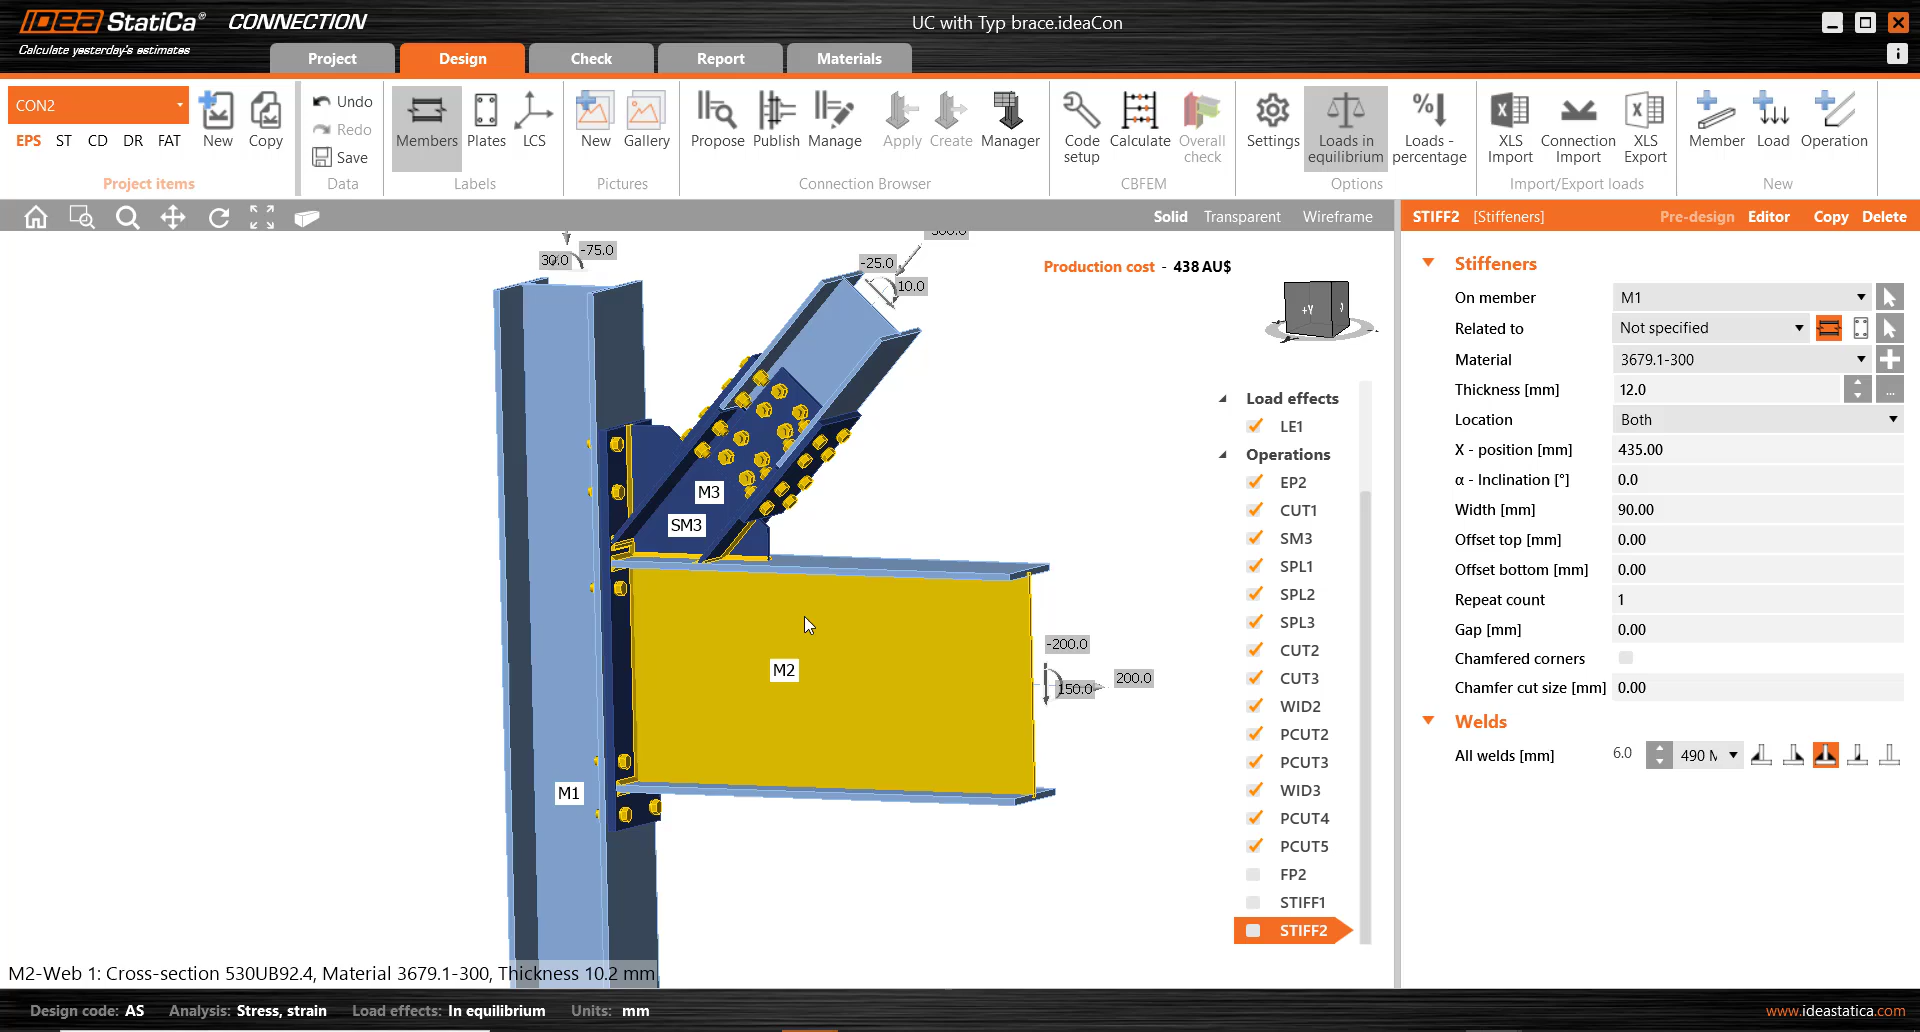 IDEA StatiCa® CONNECTION
Calculate yesterday's estimates
UC with Typ brace.ideaCon
i
Project
Design
Check
Report
Materials
CON2
EPS ST CD DR FAT
New
Copy
Project items
Undo
Redo
Save
Data
Members
Plates
LCS
Labels
New
Gallery
Pictures
Propose
Publish
Manage
Apply
Create
Manager
Connection Browser
Code setup
Calculate
Overall check
CBFEM
Settings
Loads in equilibrium
Loads - percentage
Options
XLS Import
Connection Import
XLS Export
Import/Export loads
Member
Load
Operation
New
Solid Transparent Wireframe
STIFF2 [Stiffeners] Pre-design Editor Copy Delete
Production cost - 438 AU$
+Y
30.0
-75.0
-25.0
10.0
M3
SM3
M2
M1
-200.0
150.0
200.0
Load effects
LE1
Operations
EP2
CUT1
SM3
SPL1
SPL2
SPL3
CUT2
CUT3
WID2
PCUT2
PCUT3
WID3
PCUT4
PCUT5
FP2
STIFF1
STIFF2
Stiffeners
On member M1
Related to Not specified
Material 3679.1-300
Thickness [mm] 12.0 ...
Location Both
X - position [mm] 435.00
α - Inclination [°] 0.0
Width [mm] 90.00
Offset top [mm] 0.00
Offset bottom [mm] 0.00
Repeat count 1
Gap [mm] 0.00
Chamfered corners
Chamfer cut size [mm] 0.00
Welds
All welds [mm] 6.0 490
M2-Web 1: Cross-section 530UB92.4, Material 3679.1-300, Thickness 10.2 mm
Design code: AS Analysis: Stress, strain Load effects: In equilibrium Units: mm
www.ideastatica.com